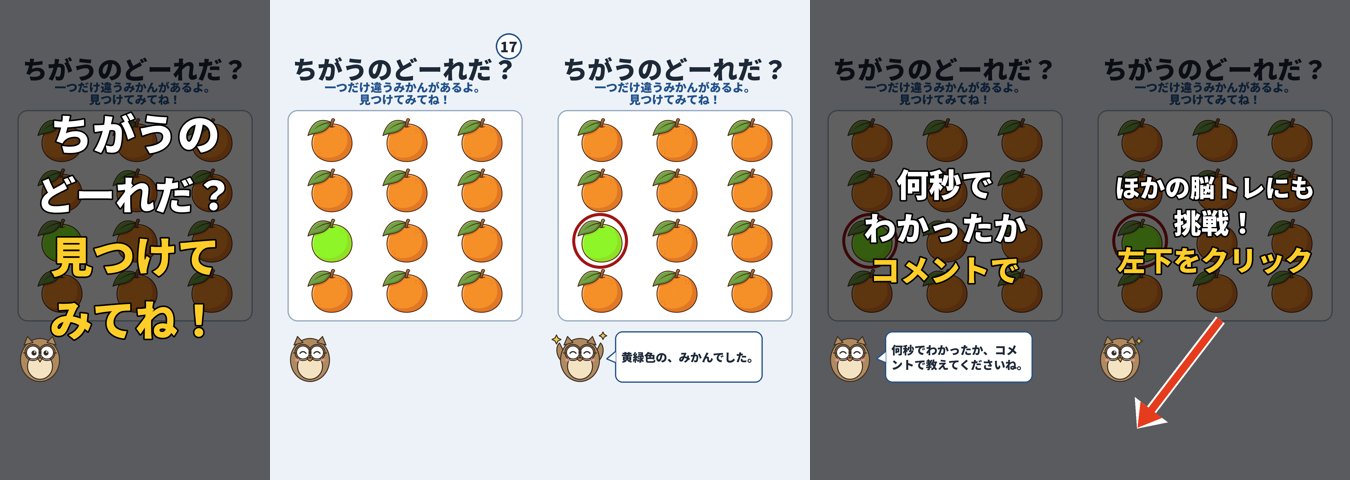 ちがうのどーれだ？
一つだけ違うみかんがあるよ。
見つけてみてね！
ちがうの
どーれだ？
見つけて
みてね！
17
ちがうのどーれだ？
一つだけ違うみかんがあるよ。
見つけてみてね！
ちがうのどーれだ？
一つだけ違うみかんがあるよ。
見つけてみてね！
黄緑色の、みかんでした。
ちがうのどーれだ？
一つだけ違うみかんがあるよ。
見つけてみてね！
何秒で
わかったか
コメントで
何秒でわかったか、コメ
ントで教えてくださいね。
ちがうのどーれだ？
一つだけ違うみかんがあるよ。
見つけてみてね！
ほかの脳トレにも
挑戦！
左下をクリック